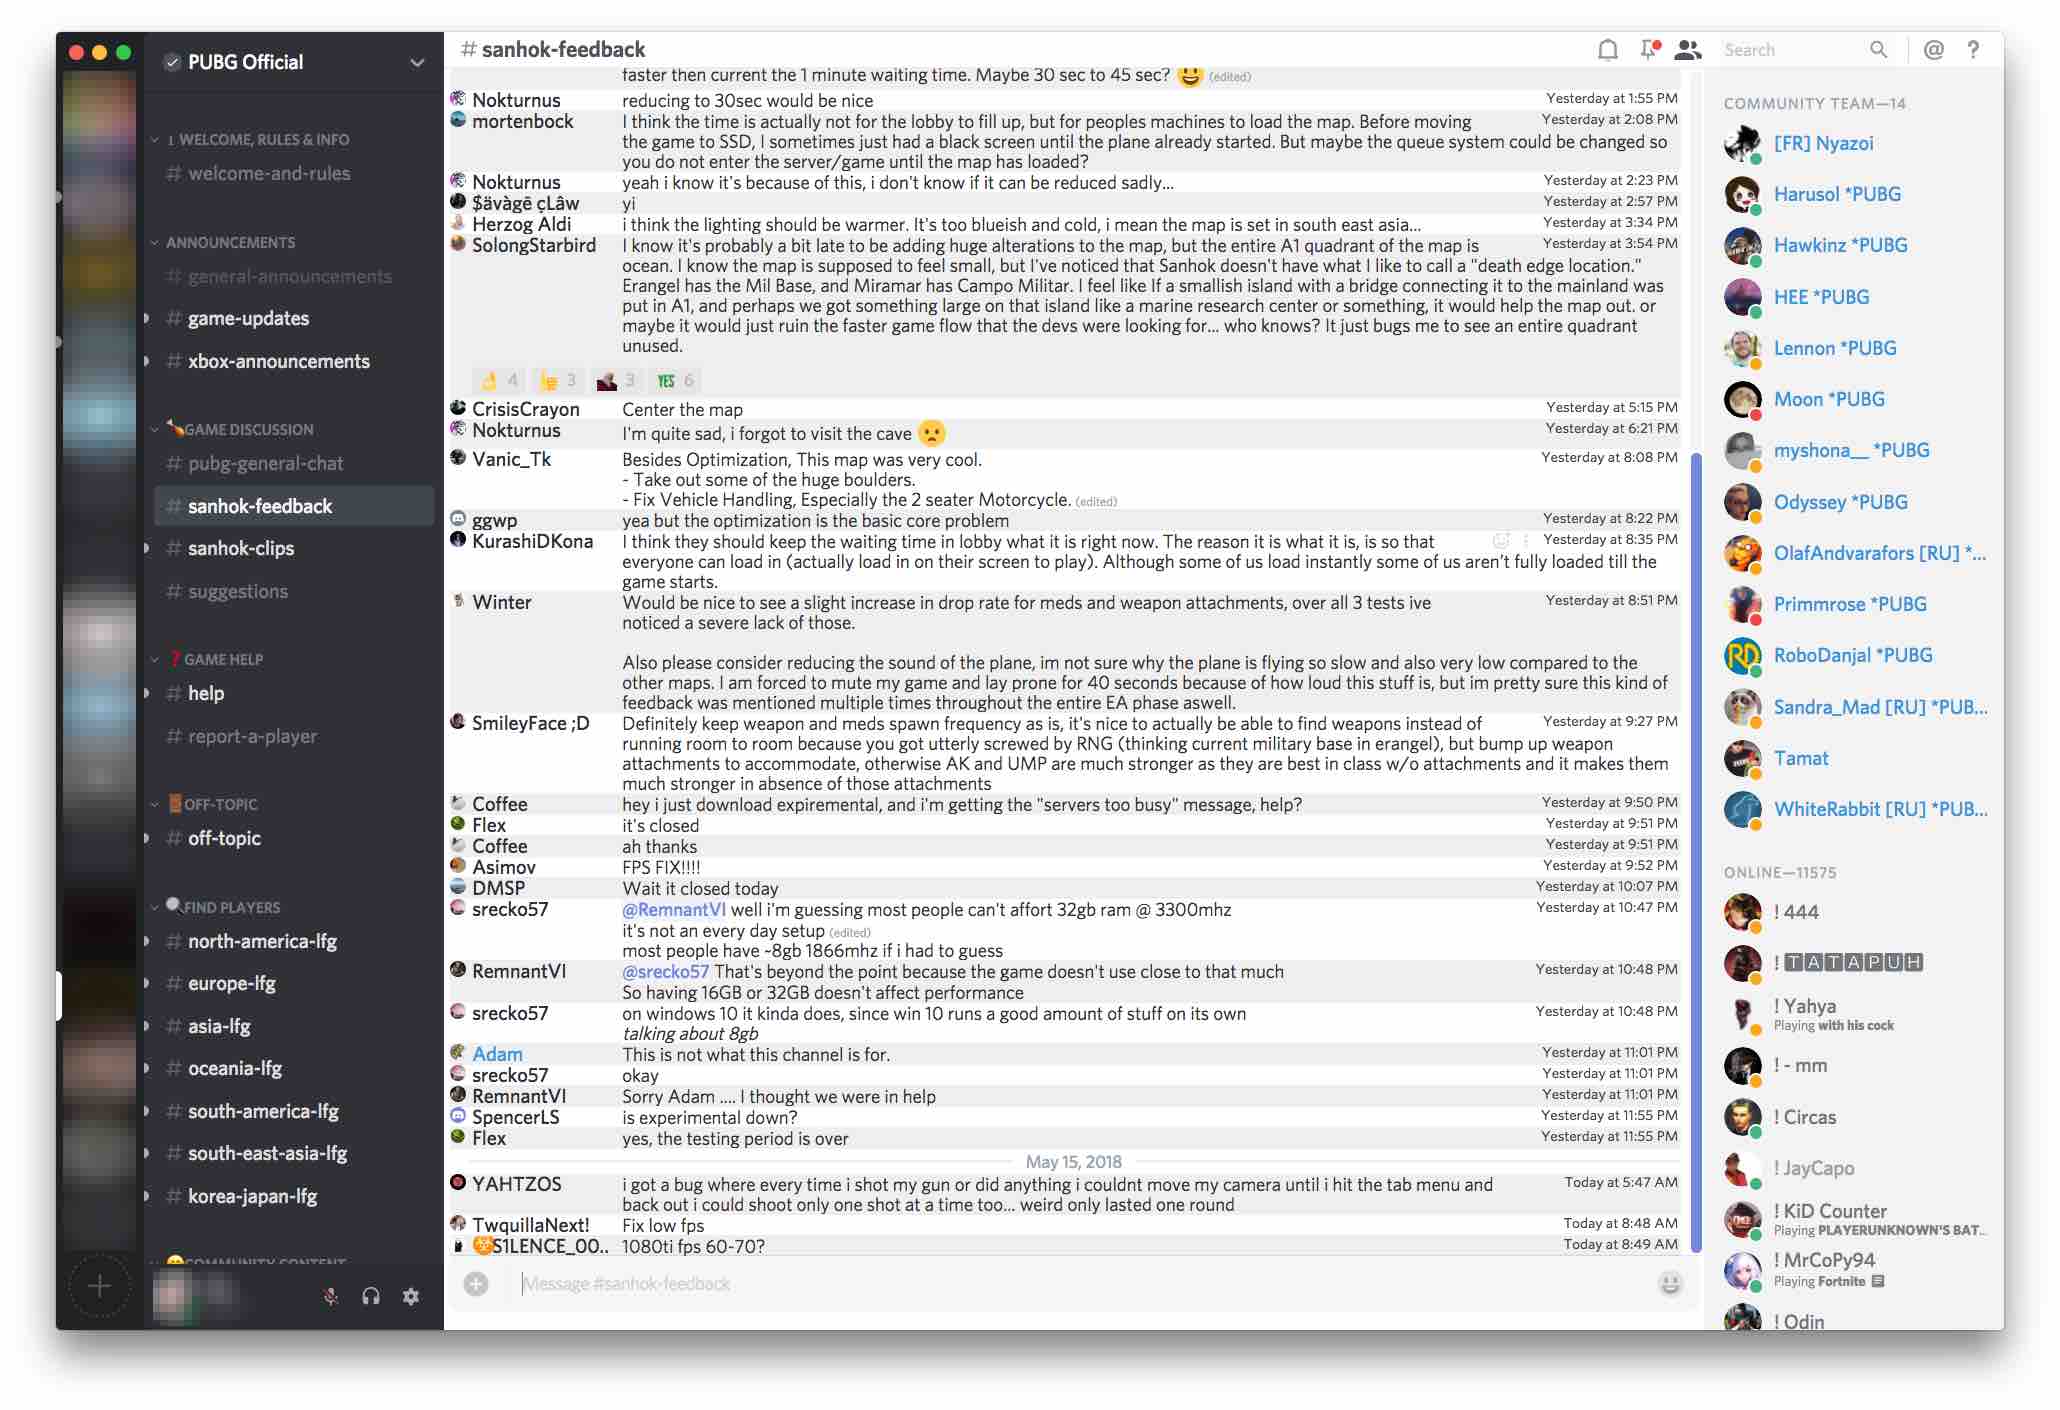 PUBG Official
1 WELCOME, RULES & INFO
# welcome-and-rules
ANNOUNCEMENTS
# general-announcements
# game-updates
# xbox-announcements
GAME DISCUSSION
# pubg-general-chat
# sanhok-feedback
# sanhok-clips
# suggestions
❓GAME HELP
# help
# report-a-player
OFF-TOPIC
# off-topic
FIND PLAYERS
# north-america-lfg
# europe-lfg
# asia-lfg
# oceania-lfg
# south-america-lfg
# south-east-asia-lfg
# korea-japan-lfg
COMMUNITY CONTENT
# sanhok-feedback
Search
@ ?
faster then current the 1 minute waiting time. Maybe 30 sec to 45 sec? 😃 (edited)
Nokturnus reducing to 30sec would be nice Yesterday at 1:55 PM
mortenbock I think the time is actually not for the lobby to fill up, but for peoples machines to load the map. Before moving Yesterday at 2:08 PM
the game to SSD, I sometimes just had a black screen until the plane already started. But maybe the queue system could be changed so
you do not enter the server/game until the map has loaded?
Nokturnus yeah i know it's because of this, i don't know if it can be reduced sadly... Yesterday at 2:23 PM
$ävàgē çLâw yi Yesterday at 2:57 PM
Herzog Aldi i think the lighting should be warmer. It's too blueish and cold, i mean the map is set in south east asia... Yesterday at 3:34 PM
SolongStarbird I know it's probably a bit late to be adding huge alterations to the map, but the entire A1 quadrant of the map is Yesterday at 3:54 PM
ocean. I know the map is supposed to feel small, but I've noticed that Sanhok doesn't have what I like to call a "death edge location."
Erangel has the Mil Base, and Miramar has Campo Militar. I feel like If a smallish island with a bridge connecting it to the mainland was
put in A1, and perhaps we got something large on that island like a marine research center or something, it would help the map out. or
maybe it would just ruin the faster game flow that the devs were looking for... who knows? It just bugs me to see an entire quadrant
unused.
4 3 3 YES 6
CrisisCrayon Center the map Yesterday at 5:15 PM
Nokturnus I'm quite sad, i forgot to visit the cave 🙁 Yesterday at 6:21 PM
Vanic_Tk Besides Optimization, This map was very cool. Yesterday at 8:08 PM
- Take out some of the huge boulders.
- Fix Vehicle Handling, Especially the 2 seater Motorcycle. (edited)
ggwp yea but the optimization is the basic core problem Yesterday at 8:22 PM
KurashiDKona I think they should keep the waiting time in lobby what it is right now. The reason it is what it is, is so that Yesterday at 8:35 PM
everyone can load in (actually load in on their screen to play). Although some of us load instantly some of us aren't fully loaded till the
game starts.
Winter Would be nice to see a slight increase in drop rate for meds and weapon attachments, over all 3 tests ive Yesterday at 8:51 PM
noticed a severe lack of those.
Also please consider reducing the sound of the plane, im not sure why the plane is flying so slow and also very low compared to the
other maps. I am forced to mute my game and lay prone for 40 seconds because of how loud this stuff is, but im pretty sure this kind of
feedback was mentioned multiple times throughout the entire EA phase aswell.
SmileyFace ;D Definitely keep weapon and meds spawn frequency as is, it's nice to actually be able to find weapons instead of Yesterday at 9:27 PM
running room to room because you got utterly screwed by RNG (thinking current military base in erangel), but bump up weapon
attachments to accommodate, otherwise AK and UMP are much stronger as they are best in class w/o attachments and it makes them
much stronger in absence of those attachments
Coffee hey i just download expiremental, and i'm getting the "servers too busy" message, help? Yesterday at 9:50 PM
Flex it's closed Yesterday at 9:51 PM
Coffee ah thanks Yesterday at 9:51 PM
Asimov FPS FIX!!!! Yesterday at 9:52 PM
DMSP Wait it closed today Yesterday at 10:07 PM
srecko57 @RemnantVI well i'm guessing most people can't affort 32gb ram @ 3300mhz Yesterday at 10:47 PM
it's not an every day setup (edited)
most people have ~8gb 1866mhz if i had to guess
RemnantVI @srecko57 That's beyond the point because the game doesn't use close to that much Yesterday at 10:48 PM
So having 16GB or 32GB doesn't affect performance
srecko57 on windows 10 it kinda does, since win 10 runs a good amount of stuff on its own Yesterday at 10:48 PM
talking about 8gb
Adam This is not what this channel is for. Yesterday at 11:01 PM
srecko57 okay Yesterday at 11:01 PM
RemnantVI Sorry Adam .... I thought we were in help Yesterday at 11:01 PM
SpencerLS is experimental down? Yesterday at 11:55 PM
Flex yes, the testing period is over Yesterday at 11:55 PM
May 15, 2018
YAHTZOS i got a bug where every time i shot my gun or did anything i couldnt move my camera until i hit the tab menu and Today at 5:47 AM
back out i could shoot only one shot at a time too... weird only lasted one round
TwquillaNext! Fix low fps Today at 8:48 AM
☣S1LENCE_00.. 1080ti fps 60-70? Today at 8:49 AM
Message #sanhok-feedback
COMMUNITY TEAM—14
[FR] Nyazoi
Harusol *PUBG
Hawkinz *PUBG
HEE *PUBG
Lennon *PUBG
Moon *PUBG
myshona__ *PUBG
Odyssey *PUBG
OlafAndvarafors [RU] *...
Primmrose *PUBG
RoboDanjal *PUBG
Sandra_Mad [RU] *PUB...
Tamat
WhiteRabbit [RU] *PUB...
ONLINE—11575
! 444
! 🆃🅰🆃🅰🅿🆄🅷
! Yahya
Playing with his cock
! - mm
! Circas
! JayCapo
! KiD Counter
Playing PLAYERUNKNOWN'S BAT...
! MrCoPy94
Playing Fortnite
! Odin